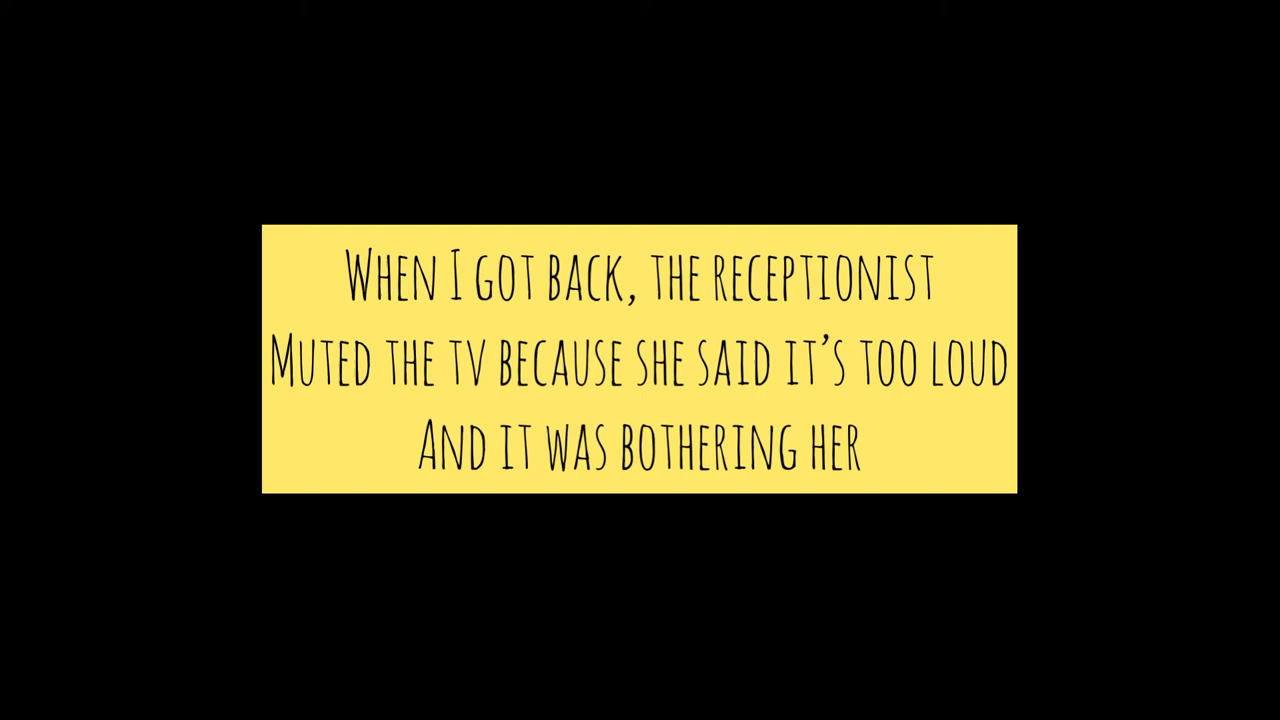 When I got back, the receptionist
Muted the tv because she said it’s too loud
And it was bothering her